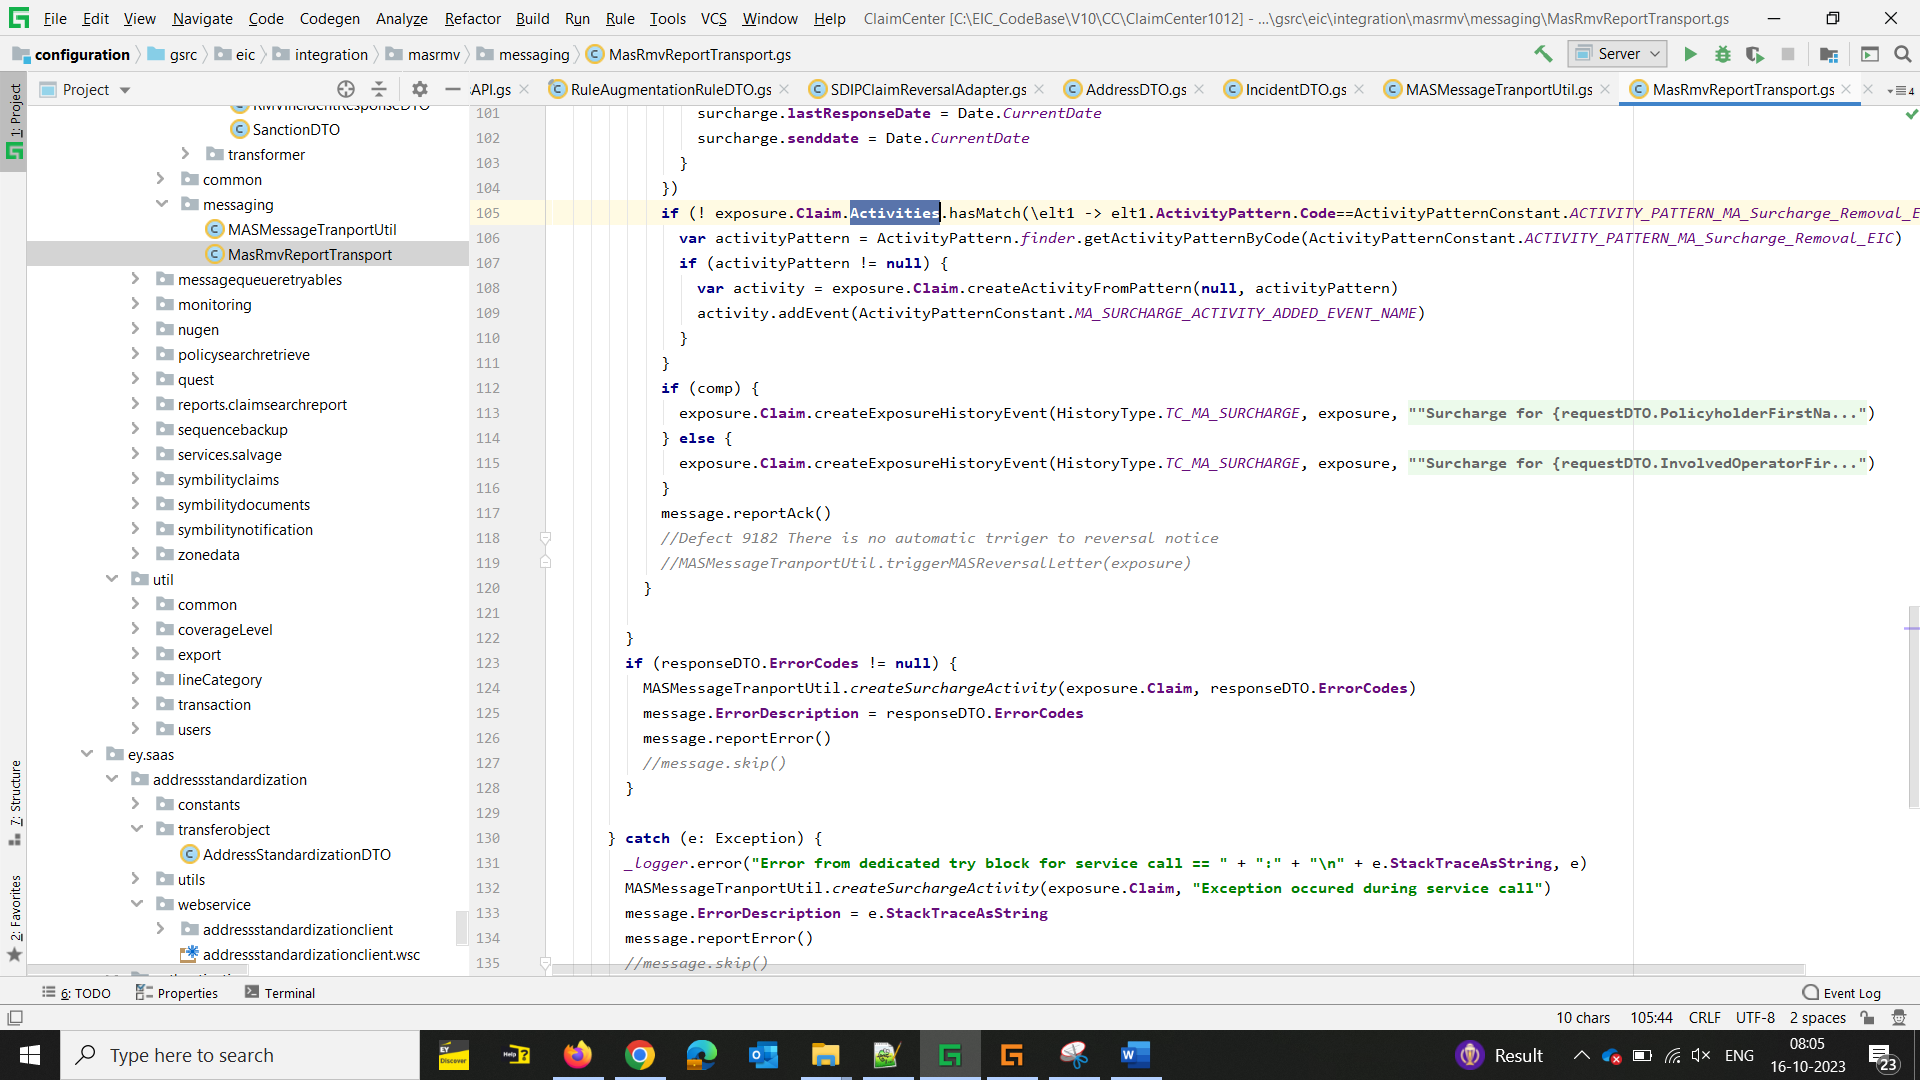 File Edit View Navigate Code Codegen Analyze Refactor Build Run Rule Tools VCS Window Help ClaimCenter [C:\EIC_CodeBase\V10\CC\ClaimCenter1012] - ...\gsrc\eic\integration\masrmv\messaging\MasRmvReportTransport.gs
configuration gsrc eic integration masrmv messaging MasRmvReportTransport.gs Server
Project API.gs RuleAugmentationRuleDTO.gs SDIPClaimReversalAdapter.gs AddressDTO.gs IncidentDTO.gs MASMessageTranportUtil.gs MasRmvReportTransport.gs 4
1: Project
7: Structure
2: Favorites
RMVIncidentResponseDTO
SanctionDTO
transformer
common
messaging
MASMessageTranportUtil
MasRmvReportTransport
messagequeueretryables
monitoring
nugen
policysearchretrieve
quest
reports.claimsearchreport
sequencebackup
services.salvage
symbilityclaims
symbilitydocuments
symbilitynotification
zonedata
util
common
coverageLevel
export
lineCategory
transaction
users
ey.saas
addressstandardization
constants
transferobject
AddressStandardizationDTO
utils
webservice
addressstandardizationclient
addressstandardizationclient.wsc
101 surcharge.lastResponseDate = Date.CurrentDate
102 surcharge.senddate = Date.CurrentDate
103 }
104 })
105 if (! exposure.Claim.Activities.hasMatch(\elt1 -> elt1.ActivityPattern.Code==ActivityPatternConstant.ACTIVITY_PATTERN_MA_Surcharge_Removal_E
106 var activityPattern = ActivityPattern.finder.getActivityPatternByCode(ActivityPatternConstant.ACTIVITY_PATTERN_MA_Surcharge_Removal_EIC)
107 if (activityPattern != null) {
108 var activity = exposure.Claim.createActivityFromPattern(null, activityPattern)
109 activity.addEvent(ActivityPatternConstant.MA_SURCHARGE_ACTIVITY_ADDED_EVENT_NAME)
110 }
111 }
112 if (comp) {
113 exposure.Claim.createExposureHistoryEvent(HistoryType.TC_MA_SURCHARGE, exposure, ""Surcharge for {requestDTO.PolicyholderFirstNa...")
114 } else {
115 exposure.Claim.createExposureHistoryEvent(HistoryType.TC_MA_SURCHARGE, exposure, ""Surcharge for {requestDTO.InvolvedOperatorFir...")
116 }
117 message.reportAck()
118 //Defect 9182 There is no automatic trriger to reversal notice
119 //MASMessageTranportUtil.triggerMASReversalLetter(exposure)
120 }
121
122 }
123 if (responseDTO.ErrorCodes != null) {
124 MASMessageTranportUtil.createSurchargeActivity(exposure.Claim, responseDTO.ErrorCodes)
125 message.ErrorDescription = responseDTO.ErrorCodes
126 message.reportError()
127 //message.skip()
128 }
129
130 } catch (e: Exception) {
131 _logger.error("Error from dedicated try block for service call == " + ":" + "\n" + e.StackTraceAsString, e)
132 MASMessageTranportUtil.createSurchargeActivity(exposure.Claim, "Exception occured during service call")
133 message.ErrorDescription = e.StackTraceAsString
134 message.reportError()
135 //message.skip()
6: TODO Properties Terminal Event Log
10 chars 105:44 CRLF UTF-8 2 spaces
Type here to search EY Discover Help ? Result ENG 08:05
16-10-2023 23